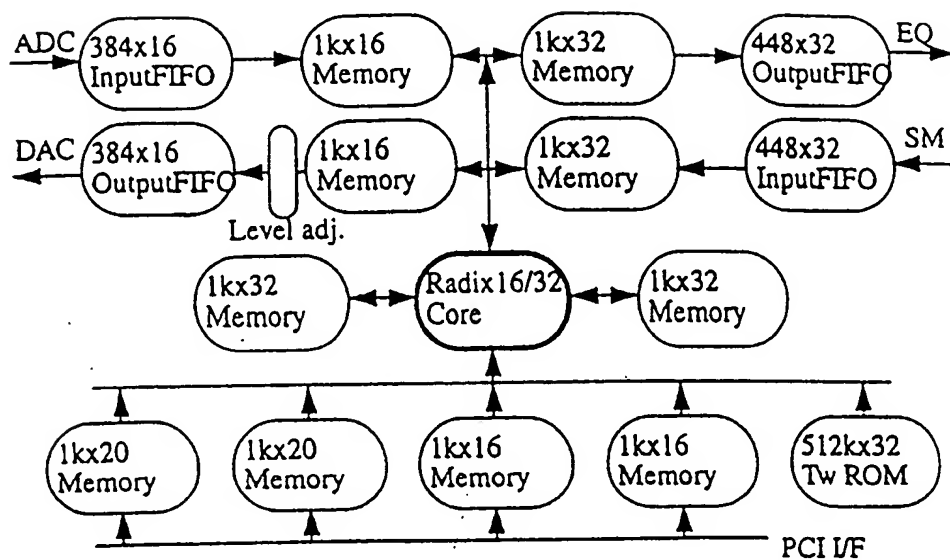 ADC
384x16
InputFIFO
1kx16
Memory
1kx32
Memory
448x32
OutputFIFO
EQ
DAC
384x16
OutputFIFO
Level adj.
1kx16
Memory
1kx32
Memory
448x32
InputFIFO
SM
1kx32
Memory
Radix16/32
Core
1kx32
Memory
1kx20
Memory
1kx20
Memory
1kx16
Memory
1kx16
Memory
512kx32
Tw ROM
PCI I/F